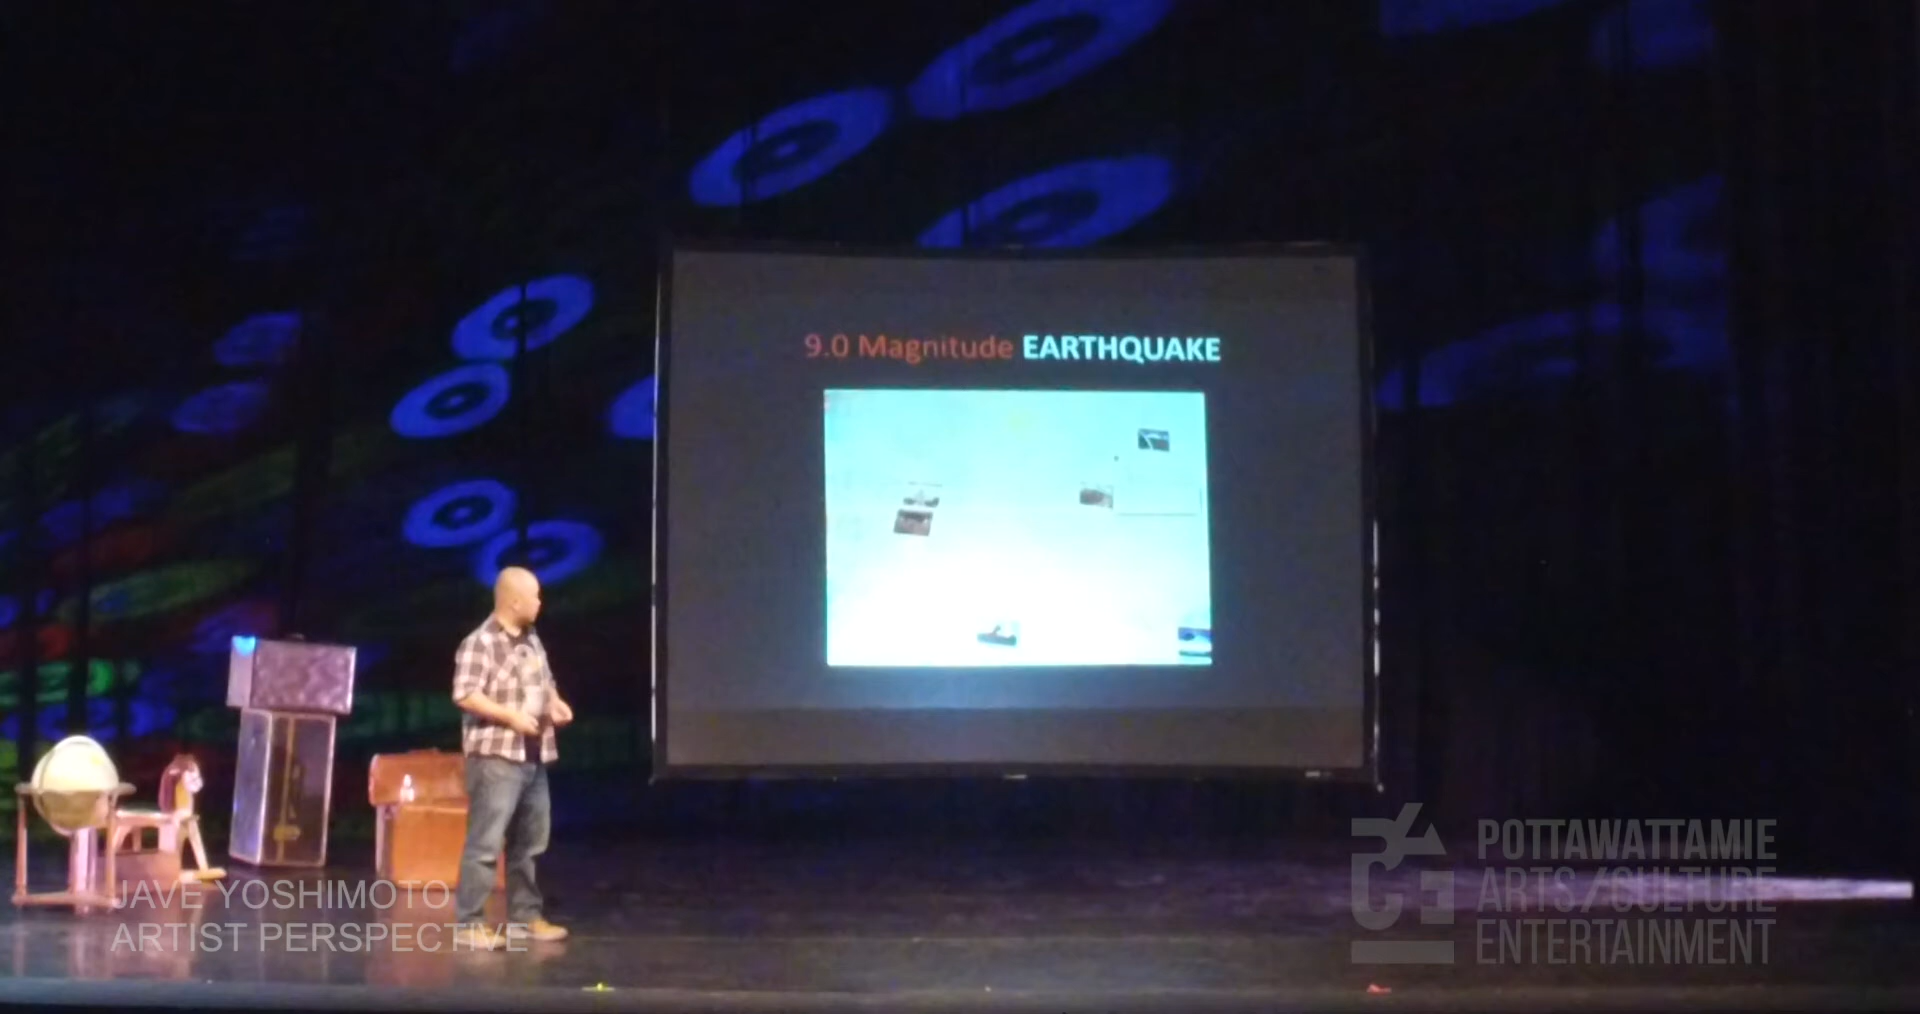 9.0 Magnitude EARTHQUAKE
JAVE YOSHIMOTO
ARTIST PERSPECTIVE
POTTAWATTAMIE
ARTS/CULTURE
ENTERTAINMENT